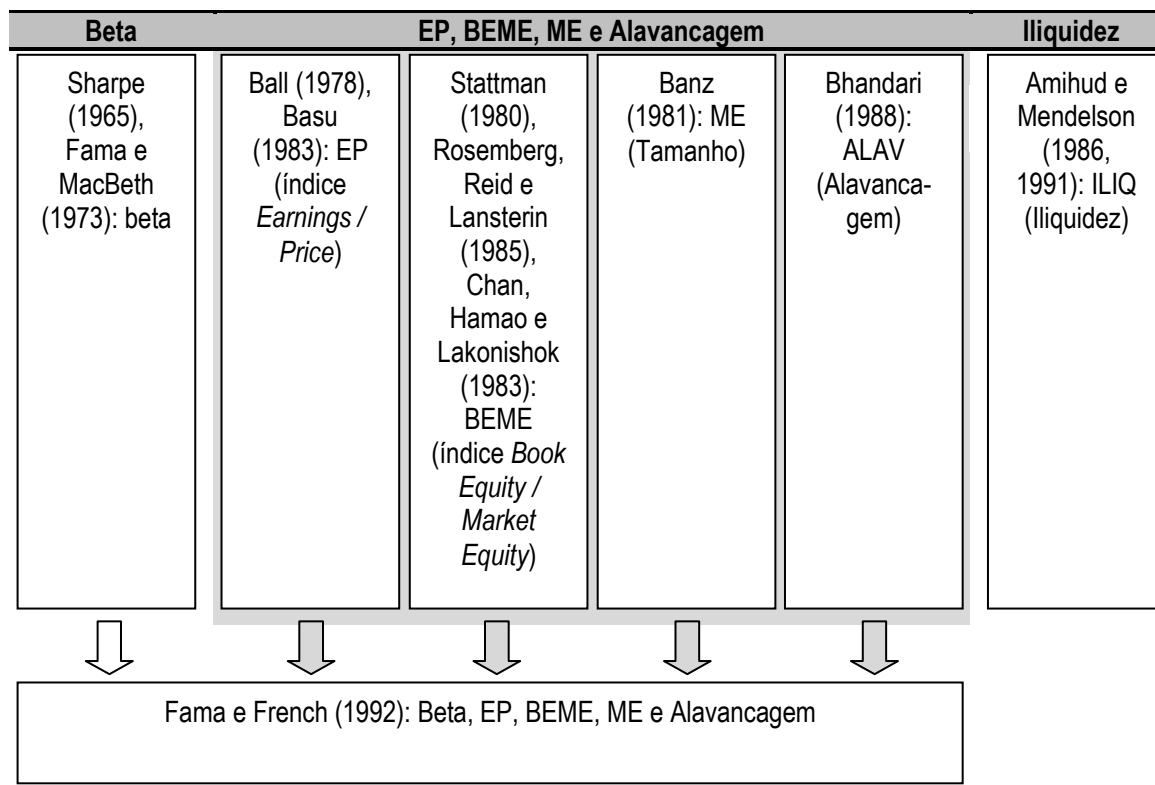 Beta
EP, BEME, ME e Alavancagem
Iliquidez
Sharpe
(1965),
Fama e
MacBeth
(1973): beta
Ball (1978),
Basu
(1983): EP
(índice
Earnings /
Price)
Stattman
(1980),
Rosemberg,
Reid e
Lansterin
(1985),
Chan,
Hamao e
Lakonishok
(1983):
BEME
(índice Book
Equity /
Market
Equity)
Banz
(1981): ME
(Tamanho)
Bhandari
(1988):
ALAV
(Alavanca-
gem)
Amihud e
Mendelson
(1986,
1991): ILIQ
(Iliquidez)
Fama e French (1992): Beta, EP, BEME, ME e Alavancagem